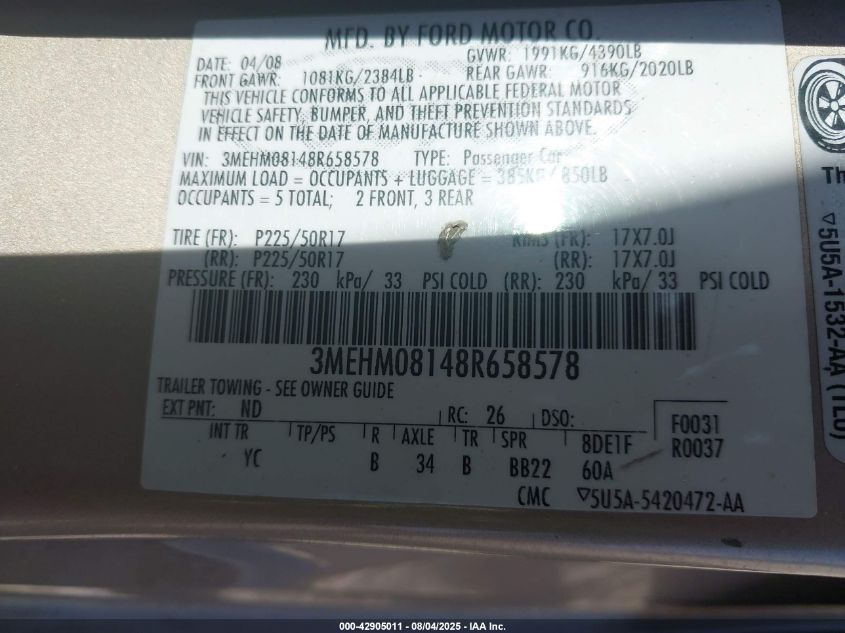 MFD. BY FORD MOTOR CO.
DATE: 04/08 GVWR: 1991KG/4390LB
FRONT GAWR: 1081KG/2384LB REAR GAWR: 916KG/2020LB
THIS VEHICLE CONFORMS TO ALL APPLICABLE FEDERAL MOTOR
VEHICLE SAFETY, BUMPER, AND THEFT PREVENTION STANDARDS
IN EFFECT ON THE DATE OF MANUFACTURE SHOWN ABOVE.
VIN: 3MEHM08148R658578 TYPE: Passenger Car
MAXIMUM LOAD = OCCUPANTS + LUGGAGE = 385KG/ 850LB
OCCUPANTS = 5 TOTAL; 2 FRONT, 3 REAR
TIRE (FR): P225/50R17 RIMS (FR): 17X7.0J
(RR): P225/50R17 (RR): 17X7.0J
PRESSURE (FR): 230 kPa/ 33 PSI COLD (RR): 230 kPa/ 33 PSI COLD
3MEHM08148R658578
TRAILER TOWING - SEE OWNER GUIDE
EXT PNT: ND RC: 26 DSO: F0031
INT TR TP/PS R AXLE TR SPR 8DE1F R0037
YC B 34 B BB22 60A
CMC 5U5A-5420472-AA
Th
5U5A-1532-AA (TLD)
000-42905011 - 08/04/2025 - IAA Inc.